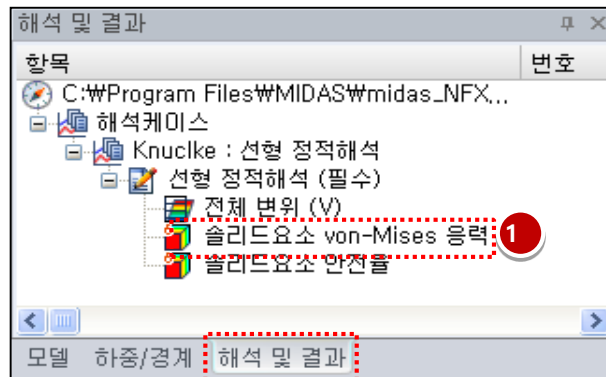 해석 및 결과
항목 번호
C:₩Program Files₩MIDAS₩midas_NFX...
해석케이스
Knuclke : 선형 정적해석
선형 정적해석 (필수)
전체 변위 (V)
솔리드요소 von-Mises 응력 1
솔리드요소 안전율
모델 하중/경계 해석 및 결과